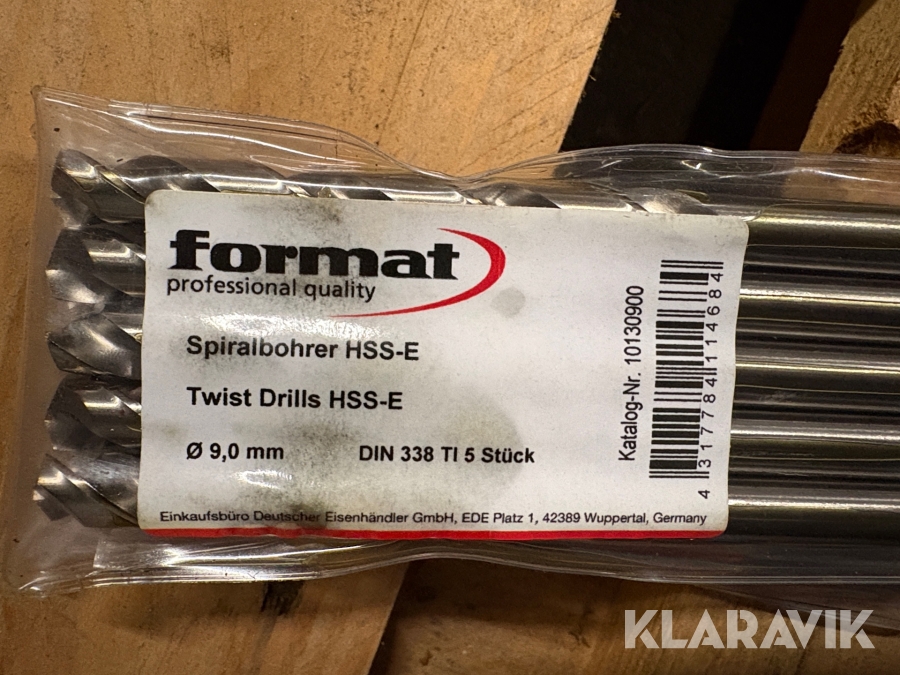 format
professional quality
Spiralbohrer HSS-E
Twist Drills HSS-E
Ø 9,0 mm DIN 338 TI 5 Stück
Einkaufsbüro Deutscher Eisenhändler GmbH, EDE Platz 1, 42389 Wuppertal, Germany
Katalog-Nr. 10130900
4 317784 114684
KLARAVIK